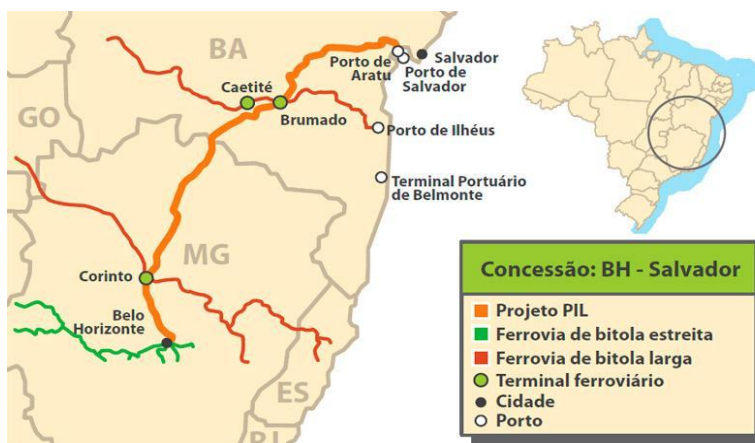 BA
Salvador
Porto de
Aratu
Porto de
Salvador
Caetité
Brumado
GO
Porto de Ilhéus
Terminal Portuário
de Belmonte
MG
Corinto
Belo
Horizonte
ES
RJ
Concessão: BH - Salvador
Projeto PIL
Ferrovia de bitola estreita
Ferrovia de bitola larga
Terminal ferroviário
Cidade
Porto